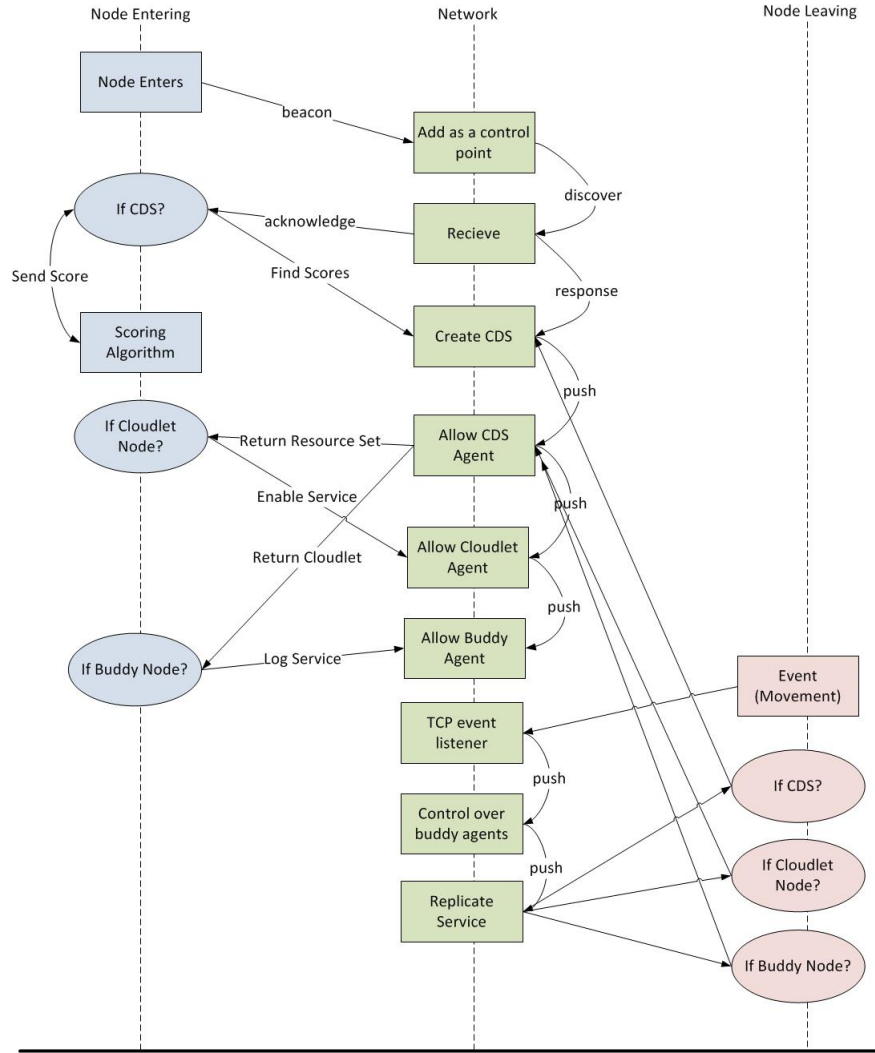 Node Entering
Network
Node Leaving
Node Enters
beacon
Add as a control
point
discover
If CDS?
acknowledge
Recieve
Find Scores
Send Score
response
Scoring
Algorithm
Create CDS
push
If Cloudlet
Node?
Return Resource Set
Allow CDS
Agent
Enable Service
push
Return Cloudlet
Allow Cloudlet
Agent
push
If Buddy Node?
Log Service
Allow Buddy
Agent
Event
(Movement)
TCP event
listener
push
If CDS?
Control over
buddy agents
push
If Cloudlet
Node?
Replicate
Service
If Buddy Node?